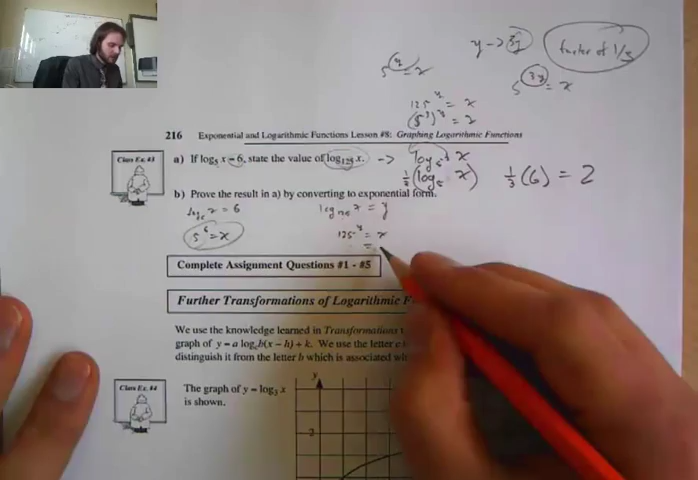 y → 3y
factor of 1/3
5^y = x
5^3y = x
125^y = x
(5^3)^y = x
216 Exponential and Logarithmic Functions Lesson #8: Graphing Logarithmic Functions
Class Ex. #3
a) If log₅ x = 6, state the value of log₁₂₅ x. → log₅³ x
1/3 (log₅ x) 1/3 (6) = 2
b) Prove the result in a) by converting to exponential form.
log₅ x = 6 log₁₂₅ x = y
5^6 = x 125^y = x
=
Complete Assignment Questions #1 - #5
Further Transformations of Logarithmic F
We use the knowledge learned in Transformations
graph of y = a log_c b(x – h) + k. We use the letter c
distinguish it from the letter b which is associated
Class Ex. #4
The graph of y = log₃ x
is shown.
y
2